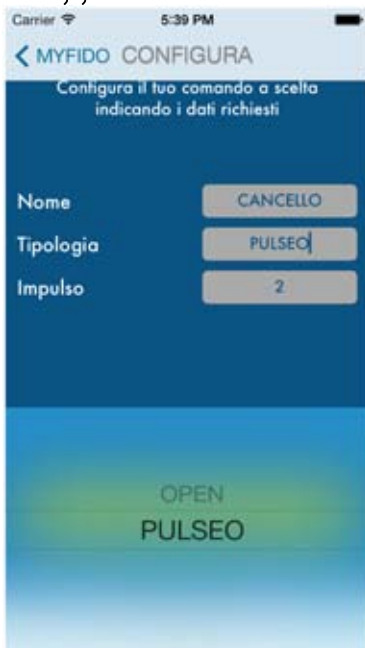 Carrier 5:39 PM
MYFIDO CONFIGURA
Configura il tuo comando a scelta
indicando i dati richiesti
Nome CANCELLO
Tipologia PULSEO
Impulso 2
OPEN
PULSEO